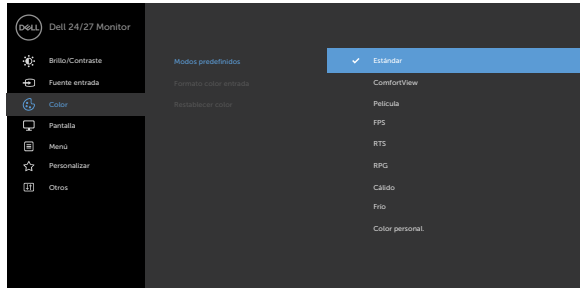 DELL Dell 24/27 Monitor
Brillo/Contraste
Modos predefinidos
Estándar
Fuente entrada
Formato color entrada
ComfortView
Color
Restablecer color
Película
Pantalla
FPS
Menú
RTS
Personalizar
RPG
Otros
Cálido
Frío
Color personal.